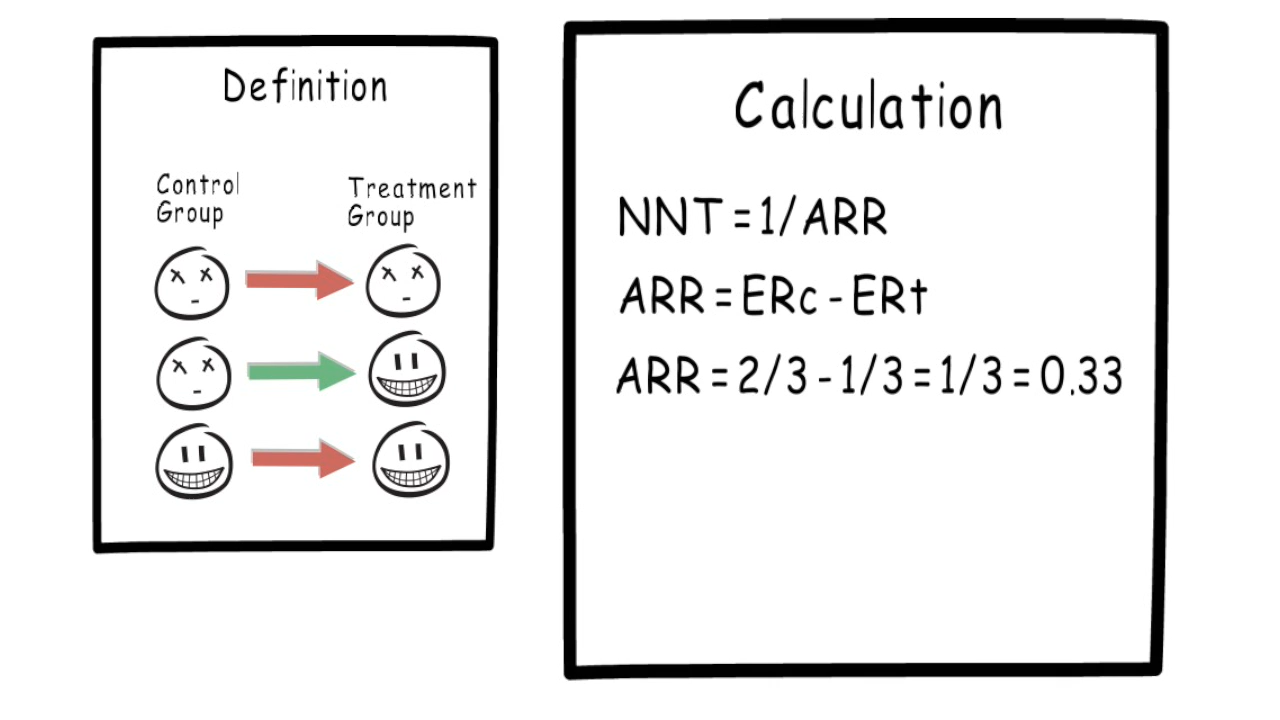 Definition
Control
Group
Treatment
Group
Calculation
NNT = 1/ARR
ARR = ERc - ERt
ARR = 2/3 - 1/3 = 1/3 = 0.33